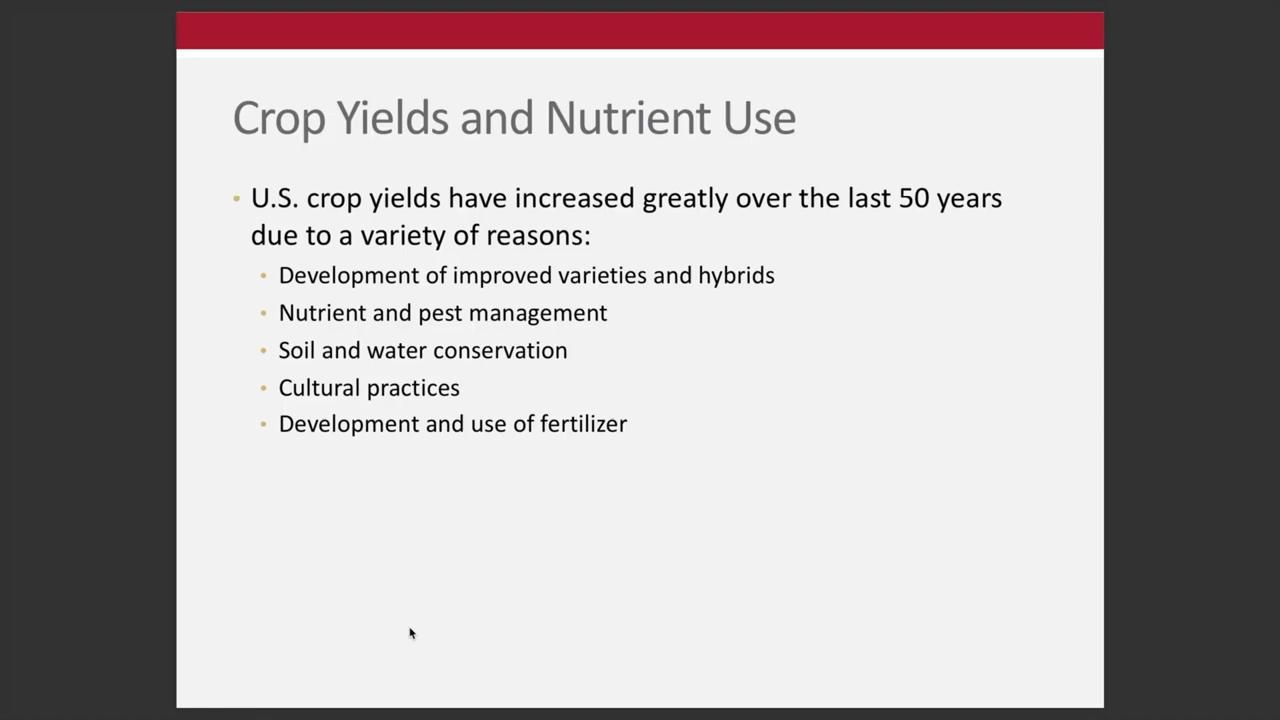 Crop Yields and Nutrient Use
U.S. crop yields have increased greatly over the last 50 years
due to a variety of reasons:
Development of improved varieties and hybrids
Nutrient and pest management
Soil and water conservation
Cultural practices
Development and use of fertilizer